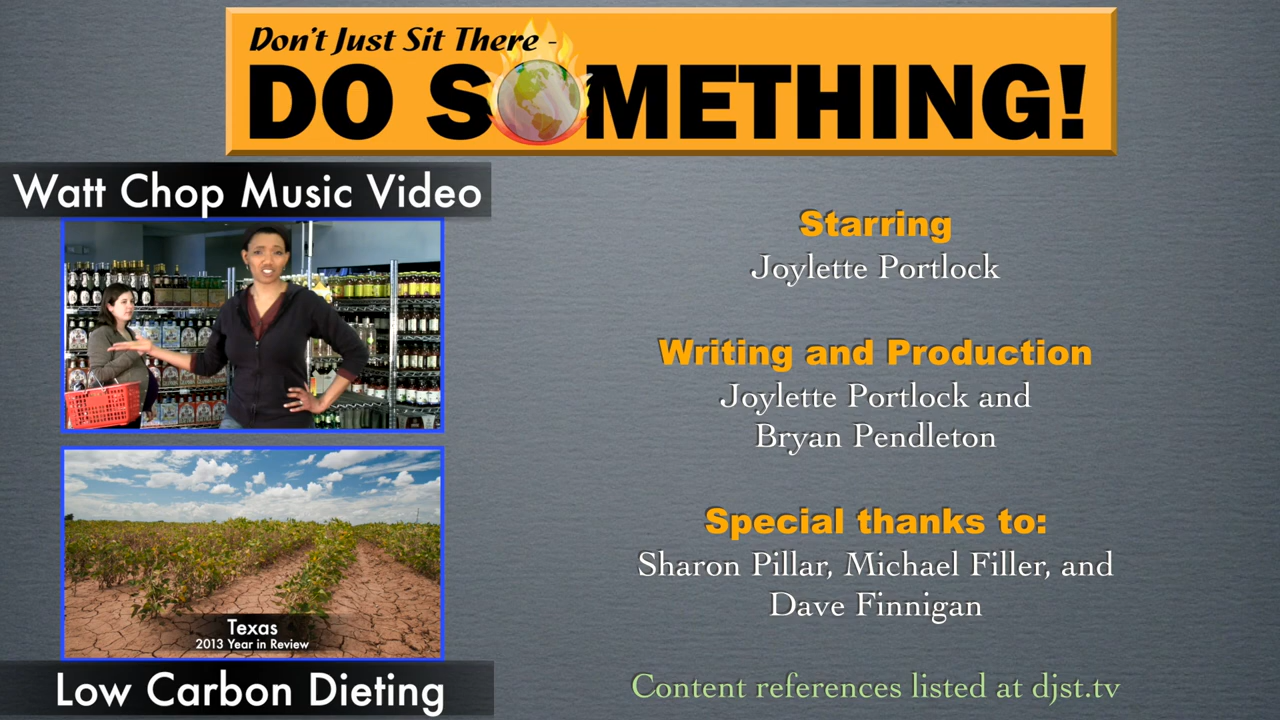 Don't Just Sit There -
DO SOMETHING!
Watt Chop Music Video
Texas
2013 Year in Review
Low Carbon Dieting
Starring
Joylette Portlock
Writing and Production
Joylette Portlock and
Bryan Pendleton
Special thanks to:
Sharon Pillar, Michael Filler, and
Dave Finnigan
Content references listed at djst.tv